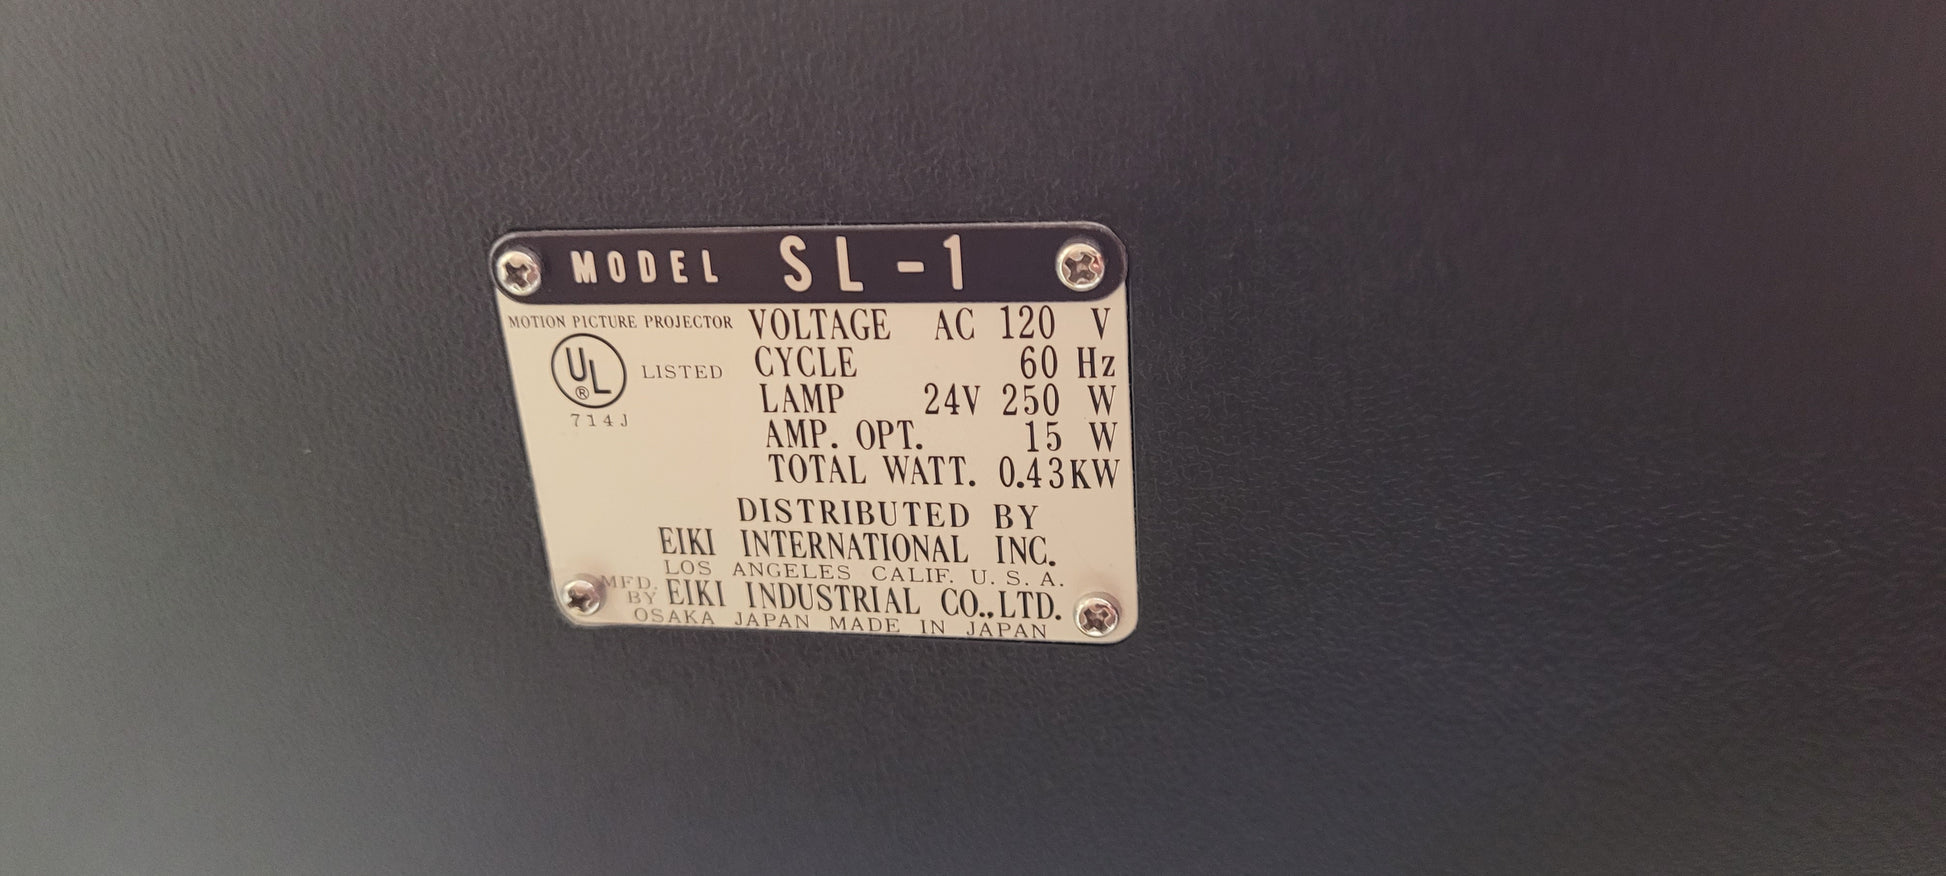 MODEL SL-1
MOTION PICTURE PROJECTOR
UL
®
LISTED
714J
VOLTAGE AC 120 V
CYCLE 60 Hz
LAMP 24V 250 W
AMP. OPT. 15 W
TOTAL WATT. 0.43KW
DISTRIBUTED BY
EIKI INTERNATIONAL INC.
LOS ANGELES CALIF. U.S.A.
MFD. BY EIKI INDUSTRIAL CO.,LTD.
OSAKA JAPAN MADE IN JAPAN